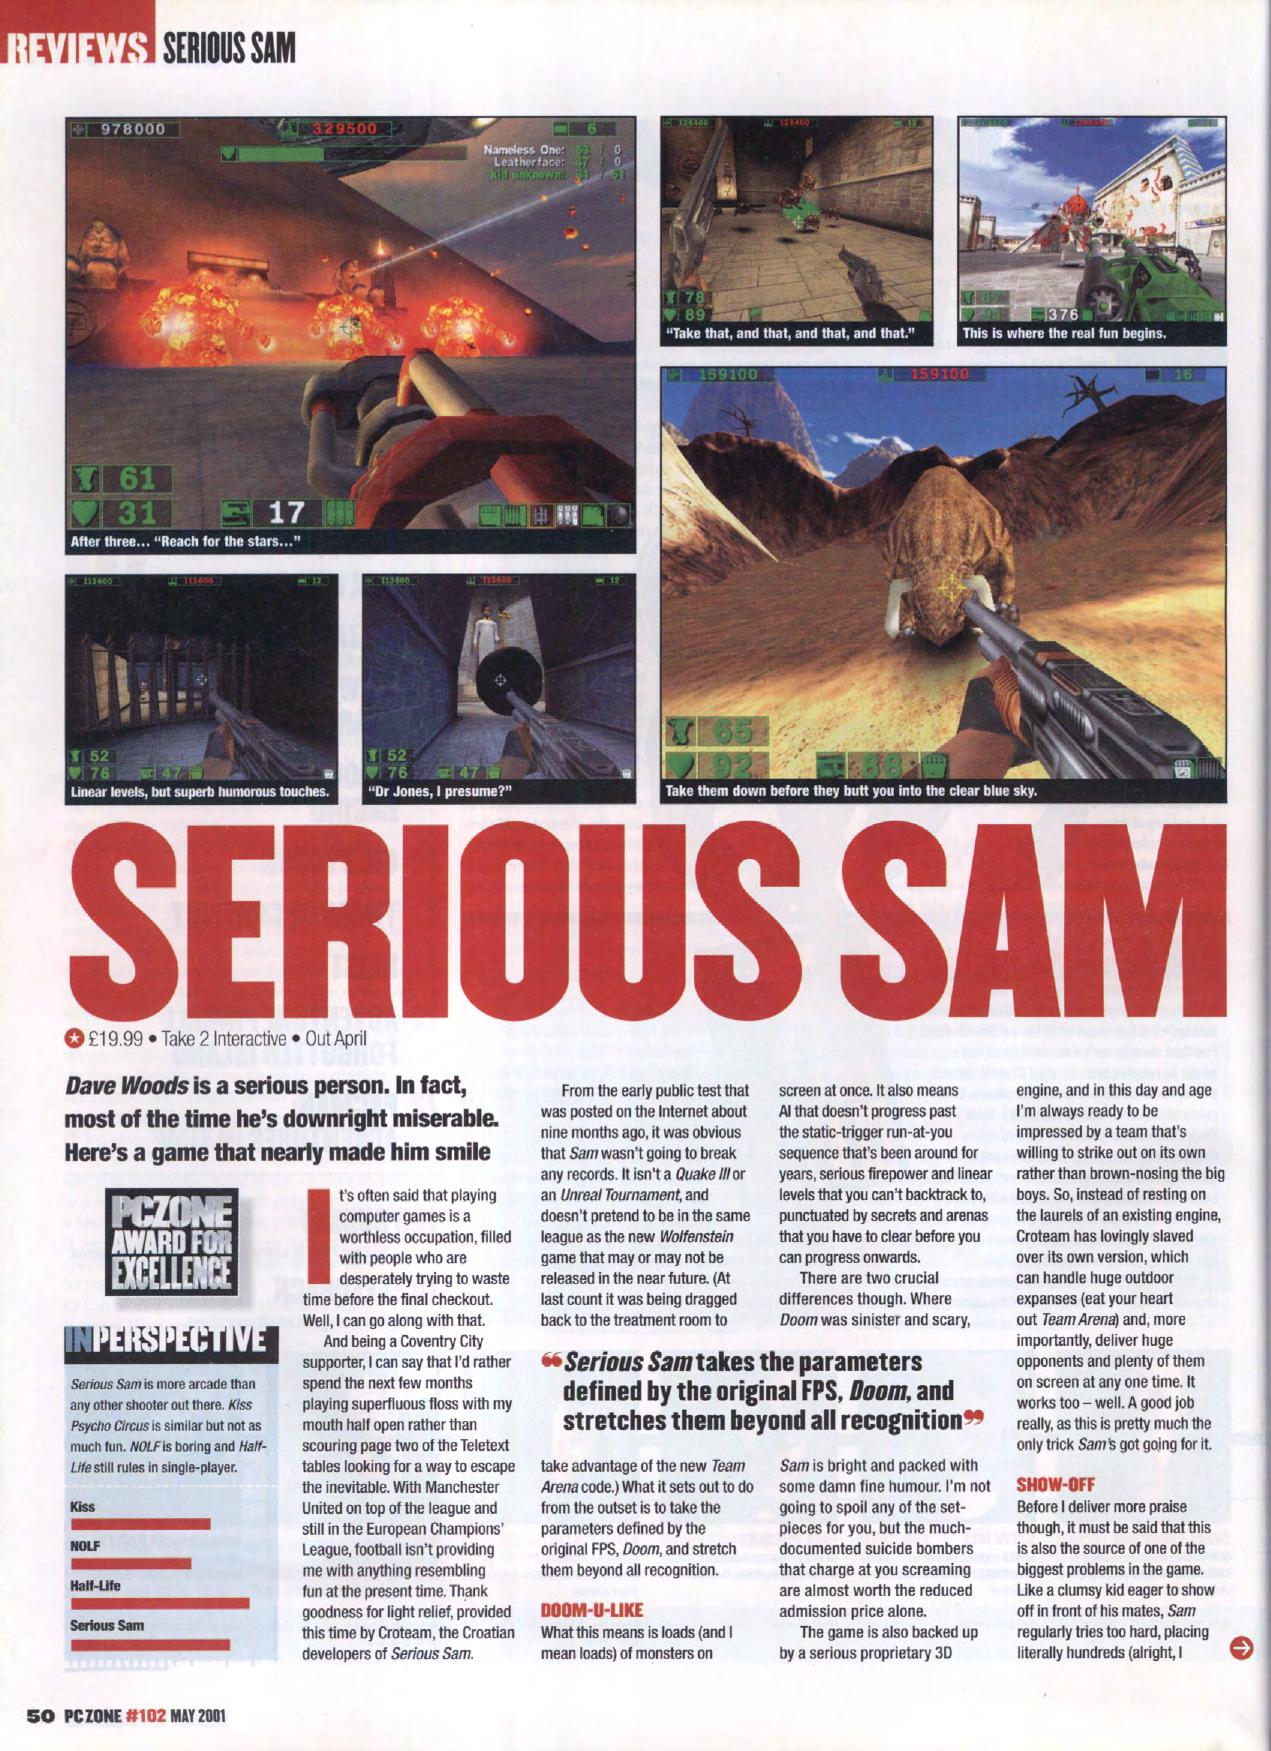 REVIEWS SERIOUS SAM
978000
329500
6
Nameless One: 53 / 0
Leatherface: 47 / 0
kid unknown: 31 / 51
61
31
17
After three... “Reach for the stars...”
126400
126400
78
89
“Take that, and that, and that, and that.”
87
376
This is where the real fun begins.
113600
113600
12
52
76
47
Linear levels, but superb humorous touches.
113600
113600
12
52
76
47
“Dr Jones, I presume?”
159100
159100
16
65
92
88
Take them down before they butt you into the clear blue sky.
SERIOUS SAM
£19.99 • Take 2 Interactive • Out April
Dave Woods is a serious person. In fact,
most of the time he’s downright miserable.
Here’s a game that nearly made him smile
PCZONE
AWARD FOR
EXCELLENCE
INPERSPECTIVE
Serious Sam is more arcade than
any other shooter out there. Kiss
Psycho Circus is similar but not as
much fun. NOLF is boring and Half-
Life still rules in single-player.
Kiss
NOLF
Half-Life
Serious Sam
It’s often said that playing
computer games is a
worthless occupation, filled
with people who are
desperately trying to waste
time before the final checkout.
Well, I can go along with that.
And being a Coventry City
supporter, I can say that I’d rather
spend the next few months
playing superfluous floss with my
mouth half open rather than
scouring page two of the Teletext
tables looking for a way to escape
the inevitable. With Manchester
United on top of the league and
still in the European Champions’
League, football isn’t providing
me with anything resembling
fun at the present time. Thank
goodness for light relief, provided
this time by Croteam, the Croatian
developers of Serious Sam.
From the early public test that
was posted on the Internet about
nine months ago, it was obvious
that Sam wasn’t going to break
any records. It isn’t a Quake III or
an Unreal Tournament, and
doesn’t pretend to be in the same
league as the new Wolfenstein
game that may or may not be
released in the near future. (At
last count it was being dragged
back to the treatment room to
take advantage of the new Team
Arena code.) What it sets out to do
from the outset is to take the
parameters defined by the
original FPS, Doom, and stretch
them beyond all recognition.
DOOM-U-LIKE
What this means is loads (and I
mean loads) of monsters on
screen at once. It also means
AI that doesn’t progress past
the static-trigger run-at-you
sequence that’s been around for
years, serious firepower and linear
levels that you can’t backtrack to,
punctuated by secrets and arenas
that you have to clear before you
can progress onwards.
There are two crucial
differences though. Where
Doom was sinister and scary,
“Serious Sam takes the parameters
defined by the original FPS, Doom, and
stretches them beyond all recognition”
Sam is bright and packed with
some damn fine humour. I’m not
going to spoil any of the set-
pieces for you, but the much-
documented suicide bombers
that charge at you screaming
are almost worth the reduced
admission price alone.
The game is also backed up
by a serious proprietary 3D
engine, and in this day and age
I’m always ready to be
impressed by a team that’s
willing to strike out on its own
rather than brown-nosing the big
boys. So, instead of resting on
the laurels of an existing engine,
Croteam has lovingly slaved
over its own version, which
can handle huge outdoor
expanses (eat your heart
out Team Arena) and, more
importantly, deliver huge
opponents and plenty of them
on screen at any one time. It
works too – well. A good job
really, as this is pretty much the
only trick Sam’s got going for it.
SHOW-OFF
Before I deliver more praise
though, it must be said that this
is also the source of one of the
biggest problems in the game.
Like a clumsy kid eager to show
off in front of his mates, Sam
regularly tries too hard, placing
literally hundreds (alright, I
50 PCZONE #102 MAY 2001